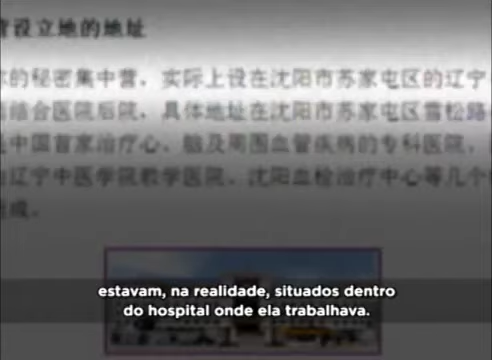 营设立地的地址
的秘密集中营，实际上设在沈阳市苏家屯区的辽宁
结合医院后院，具体地址在沈阳市苏家屯区雪松路
中国首家治疗心、脑及周围血管疾病的专科医院，
辽宁中医学院教学医院、沈阳血栓治疗中心等几个
estavam, na realidade, situados dentro
do hospital onde ela trabalhava.